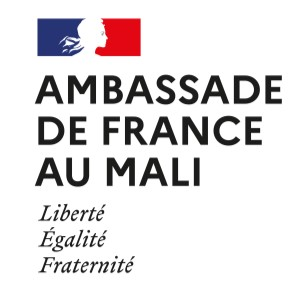 AMBASSADE
DE FRANCE
AU MALI
Liberté
Égalité
Fraternité